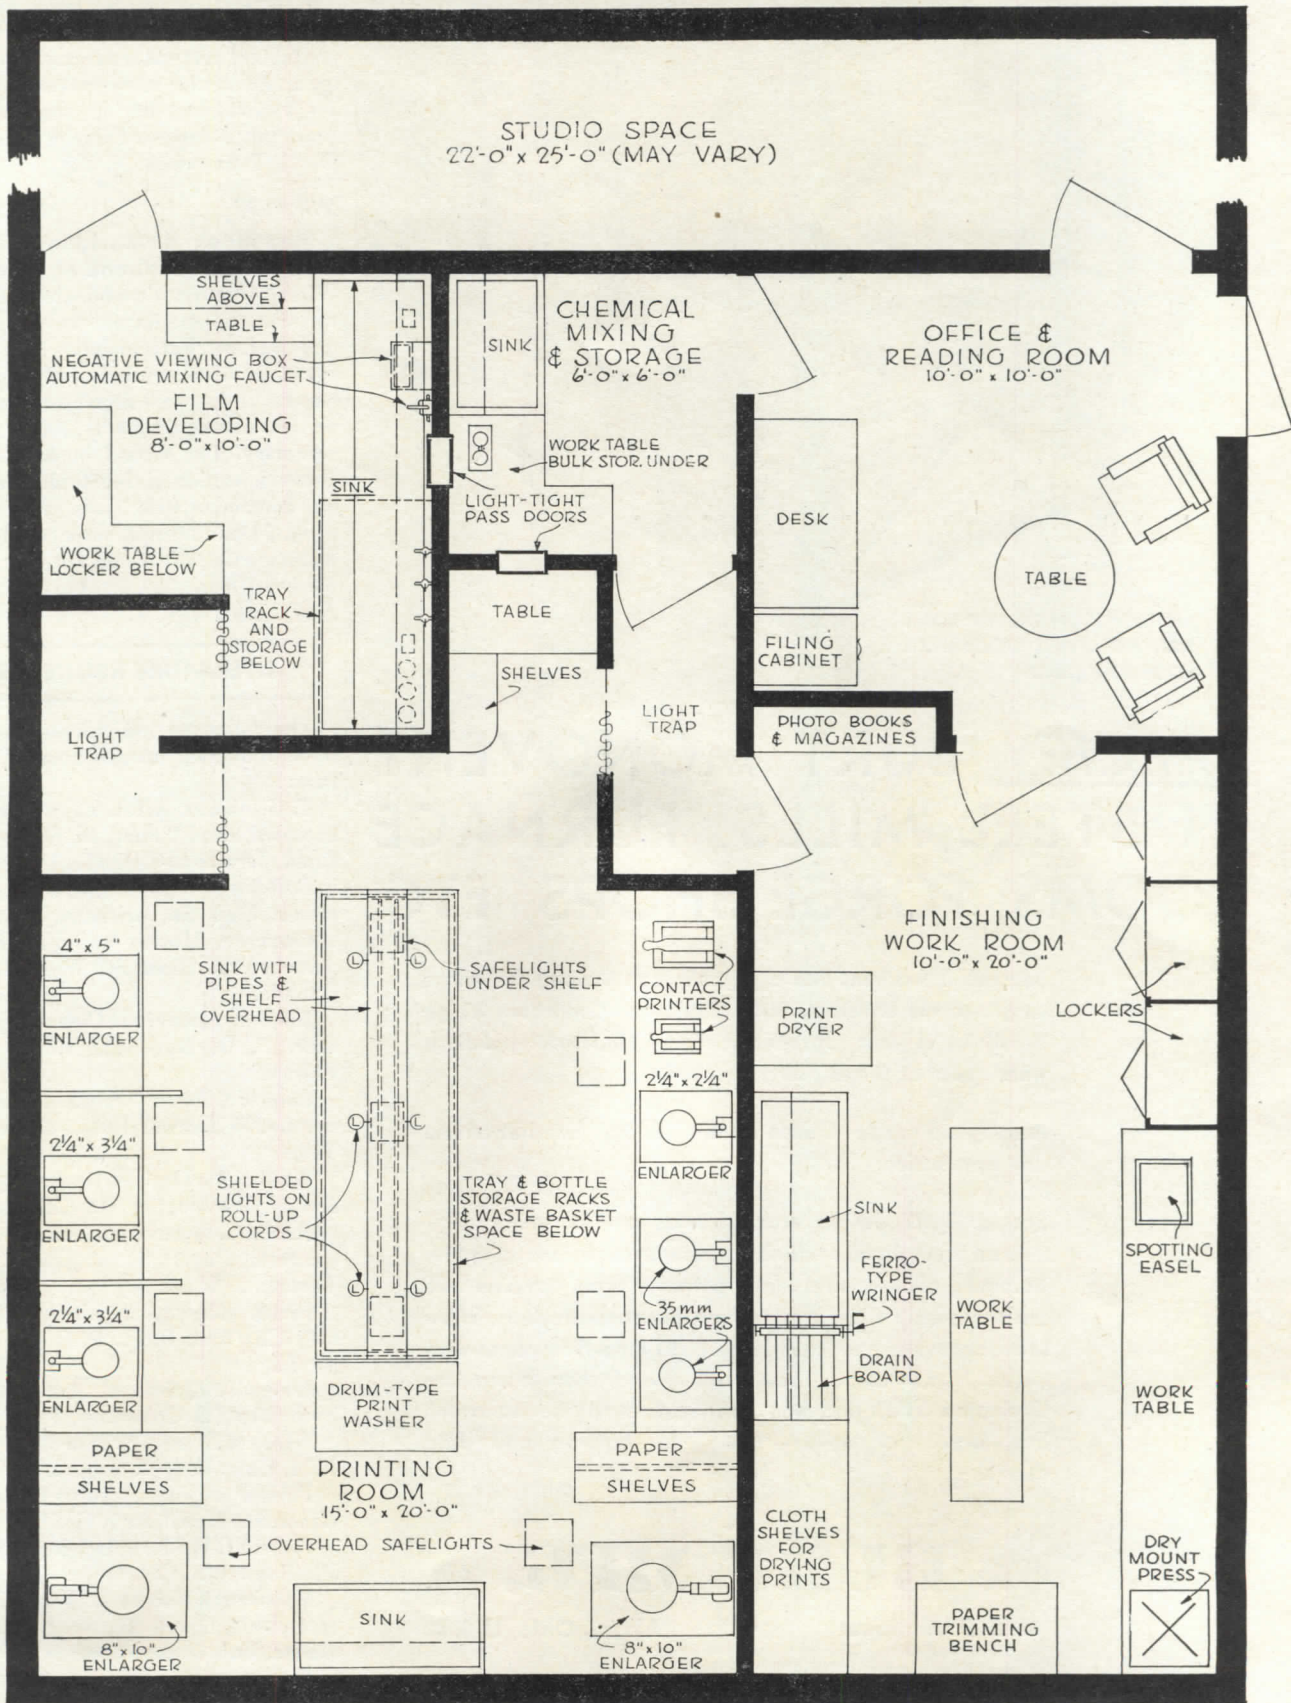 STUDIO SPACE
22'-0" x 25'-0" (MAY VARY)
SHELVES
ABOVE
TABLE
NEGATIVE VIEWING BOX
AUTOMATIC MIXING FAUCET
FILM
DEVELOPING
8'-0" x 10'-0"
SINK
WORK TABLE
LOCKER BELOW
TRAY
RACK
AND
STORAGE
BELOW
SINK
CHEMICAL
MIXING
& STORAGE
6'-0" x 6'-0"
WORK TABLE
BULK STOR. UNDER
LIGHT-TIGHT
PASS DOORS
OFFICE &
READING ROOM
10'-0" x 10'-0"
DESK
TABLE
FILING
CABINET
PHOTO BOOKS
& MAGAZINES
TABLE
SHELVES
LIGHT
TRAP
LIGHT
TRAP
4" x 5"
ENLARGER
2¼" x 3¼"
ENLARGER
2¼" x 3¼"
ENLARGER
SINK WITH
PIPES &
SHELF
OVERHEAD
SAFELIGHTS
UNDER SHELF
L
L
L
L
L
L
SHIELDED
LIGHTS ON
ROLL-UP
CORDS
TRAY & BOTTLE
STORAGE RACKS
& WASTE BASKET
SPACE BELOW
CONTACT
PRINTERS
2¼" x 2¼"
ENLARGER
35mm
ENLARGERS
DRUM-TYPE
PRINT
WASHER
PAPER
SHELVES
PAPER
SHELVES
PRINTING
ROOM
15'-0" x 20'-0"
OVERHEAD SAFELIGHTS
8" x 10"
ENLARGER
SINK
8" x 10"
ENLARGER
FINISHING
WORK ROOM
10'-0" x 20'-0"
LOCKERS
PRINT
DRYER
SINK
FERRO-
TYPE
WRINGER
DRAIN
BOARD
WORK
TABLE
SPOTTING
EASEL
WORK
TABLE
CLOTH
SHELVES
FOR
DRYING
PRINTS
PAPER
TRIMMING
BENCH
DRY
MOUNT
PRESS